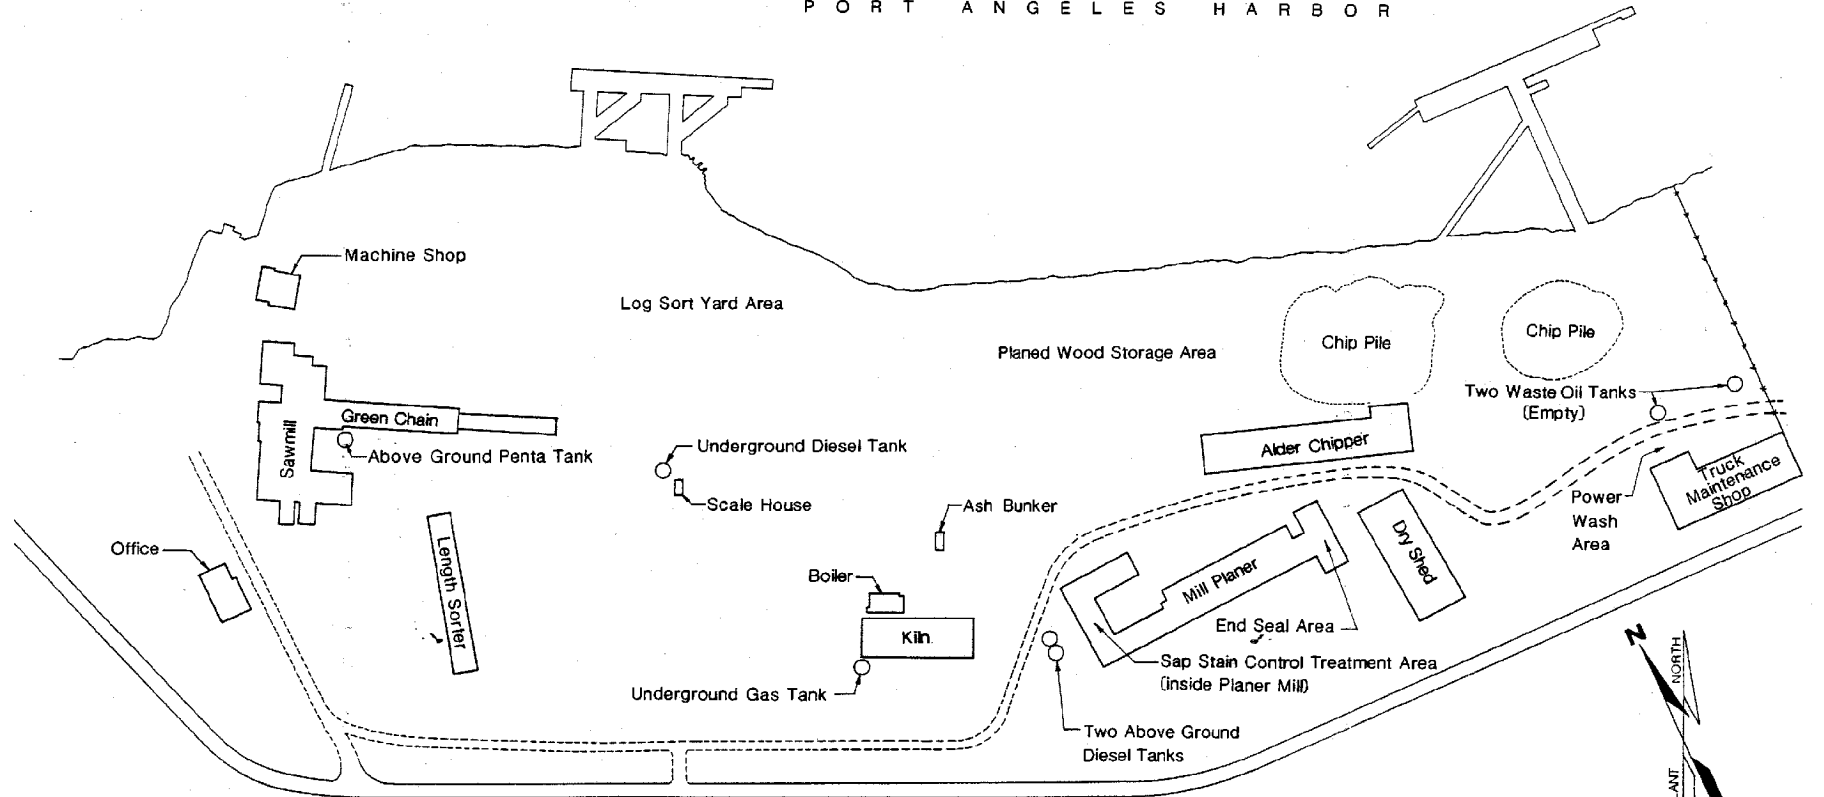 PORT ANGELES HARBOR
Machine Shop
Log Sort Yard Area
Planed Wood Storage Area
Chip Pile
Chip Pile
Two Waste Oil Tanks
(Empty)
Green Chain
Sawmill
Above Ground Penta Tank
Underground Diesel Tank
Scale House
Ash Bunker
Alder Chipper
Truck
Maintenance
Shop
Power
Wash
Area
Office
Length Sorter
Boiler
Kiln
Mill Planer
Dry Shed
End Seal Area
Sap Stain Control Treatment Area
(inside Planer Mill)
Underground Gas Tank
Two Above Ground
Diesel Tanks
N
NORTH
LANT